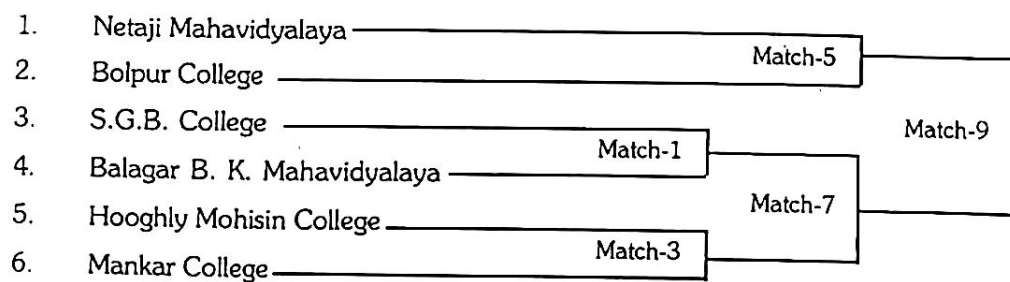 1. Netaji Mahavidyalaya
Match-5
2. Bolpur College
3. S.G.B. College
Match-9
Match-1
4. Balagar B. K. Mahavidyalaya
Match-7
5. Hooghly Mohisin College
Match-3
6. Mankar College